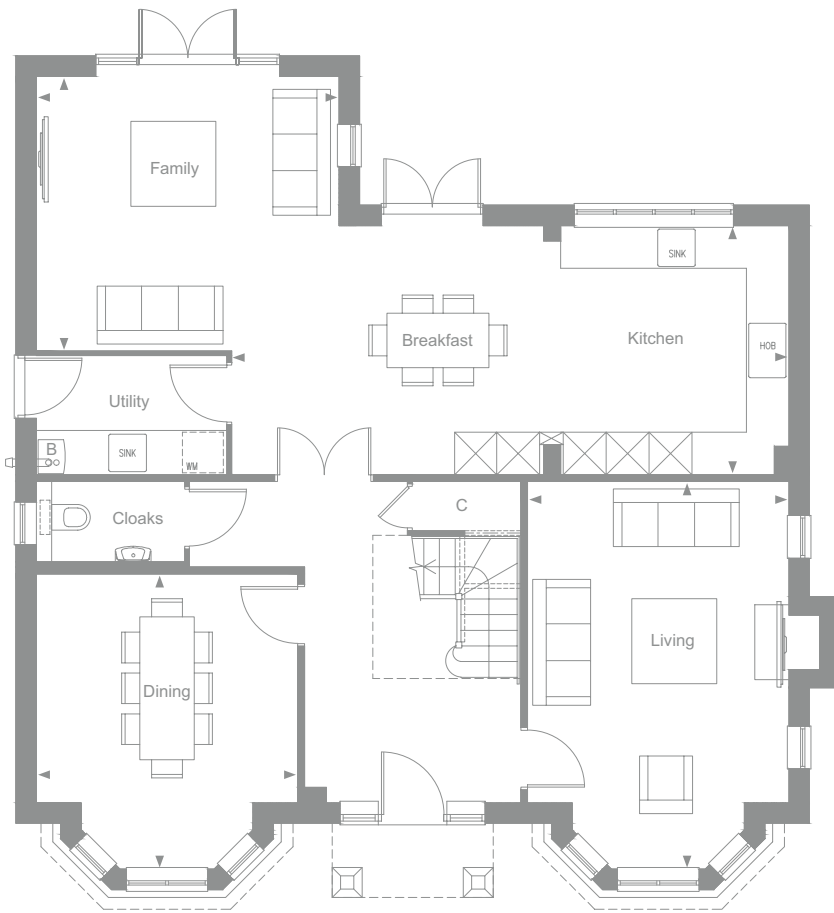 Family
SINK
Breakfast
Kitchen
HOB
Utility
B
SINK
WM
Cloaks
C
Living
Dining